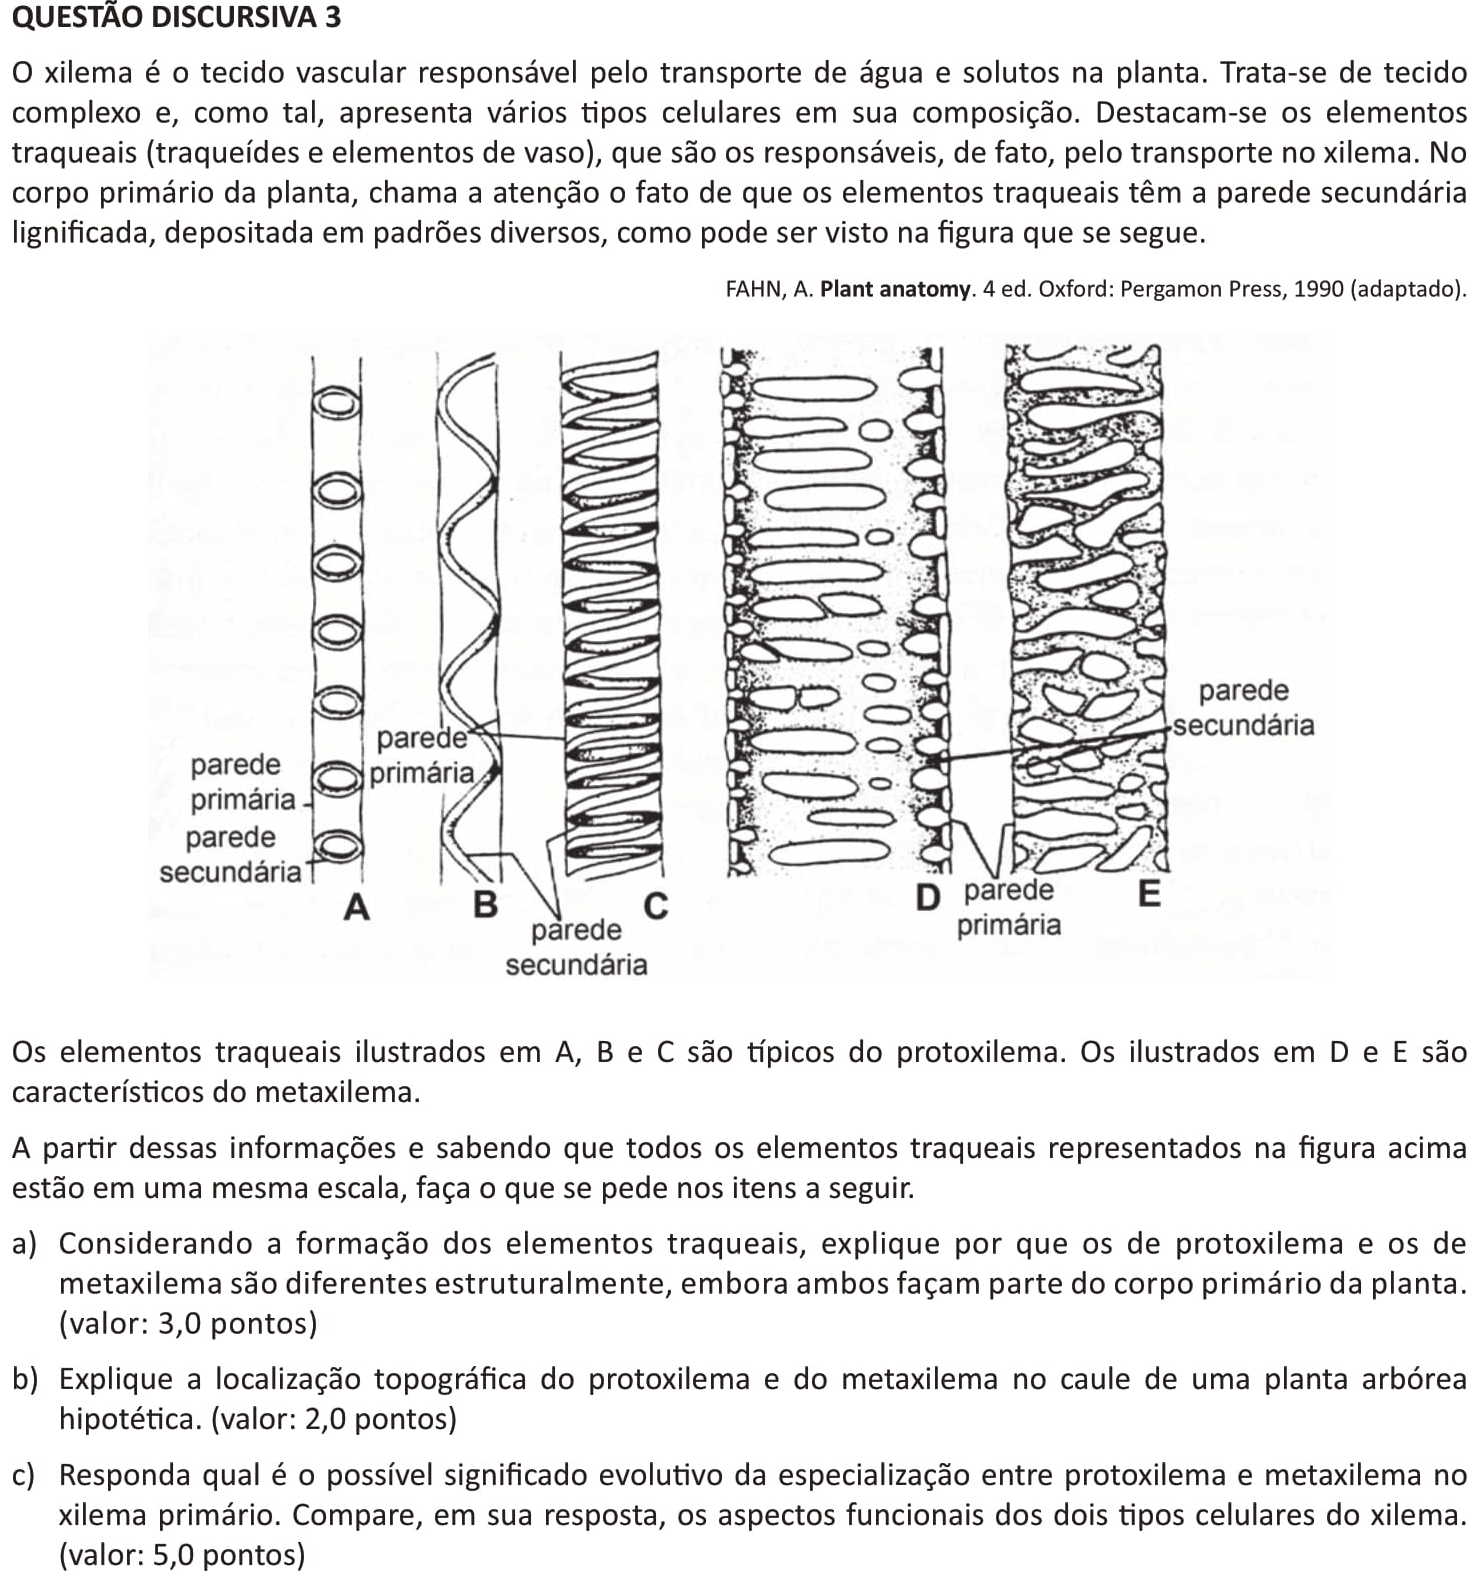 QUESTÃO DISCURSIVA 3
O xilema é o tecido vascular responsável pelo transporte de água e solutos na planta. Trata-se de tecido
complexo e, como tal, apresenta vários tipos celulares em sua composição. Destacam-se os elementos
traqueais (traqueídes e elementos de vaso), que são os responsáveis, de fato, pelo transporte no xilema. No
corpo primário da planta, chama a atenção o fato de que os elementos traqueais têm a parede secundária
lignificada, depositada em padrões diversos, como pode ser visto na figura que se segue.
FAHN, A. Plant anatomy. 4 ed. Oxford: Pergamon Press, 1990 (adaptado).
parede
primária
parede
secundária
A
parede
primária
B
parede
secundária
C
D
parede
primária
parede
secundária
E
Os elementos traqueais ilustrados em A, B e C são típicos do protoxilema. Os ilustrados em D e E são
característicos do metaxilema.
A partir dessas informações e sabendo que todos os elementos traqueais representados na figura acima
estão em uma mesma escala, faça o que se pede nos itens a seguir.
a) Considerando a formação dos elementos traqueais, explique por que os de protoxilema e os de
metaxilema são diferentes estruturalmente, embora ambos façam parte do corpo primário da planta.
(valor: 3,0 pontos)
b) Explique a localização topográfica do protoxilema e do metaxilema no caule de uma planta arbórea
hipotética. (valor: 2,0 pontos)
c) Responda qual é o possível significado evolutivo da especialização entre protoxilema e metaxilema no
xilema primário. Compare, em sua resposta, os aspectos funcionais dos dois tipos celulares do xilema.
(valor: 5,0 pontos)